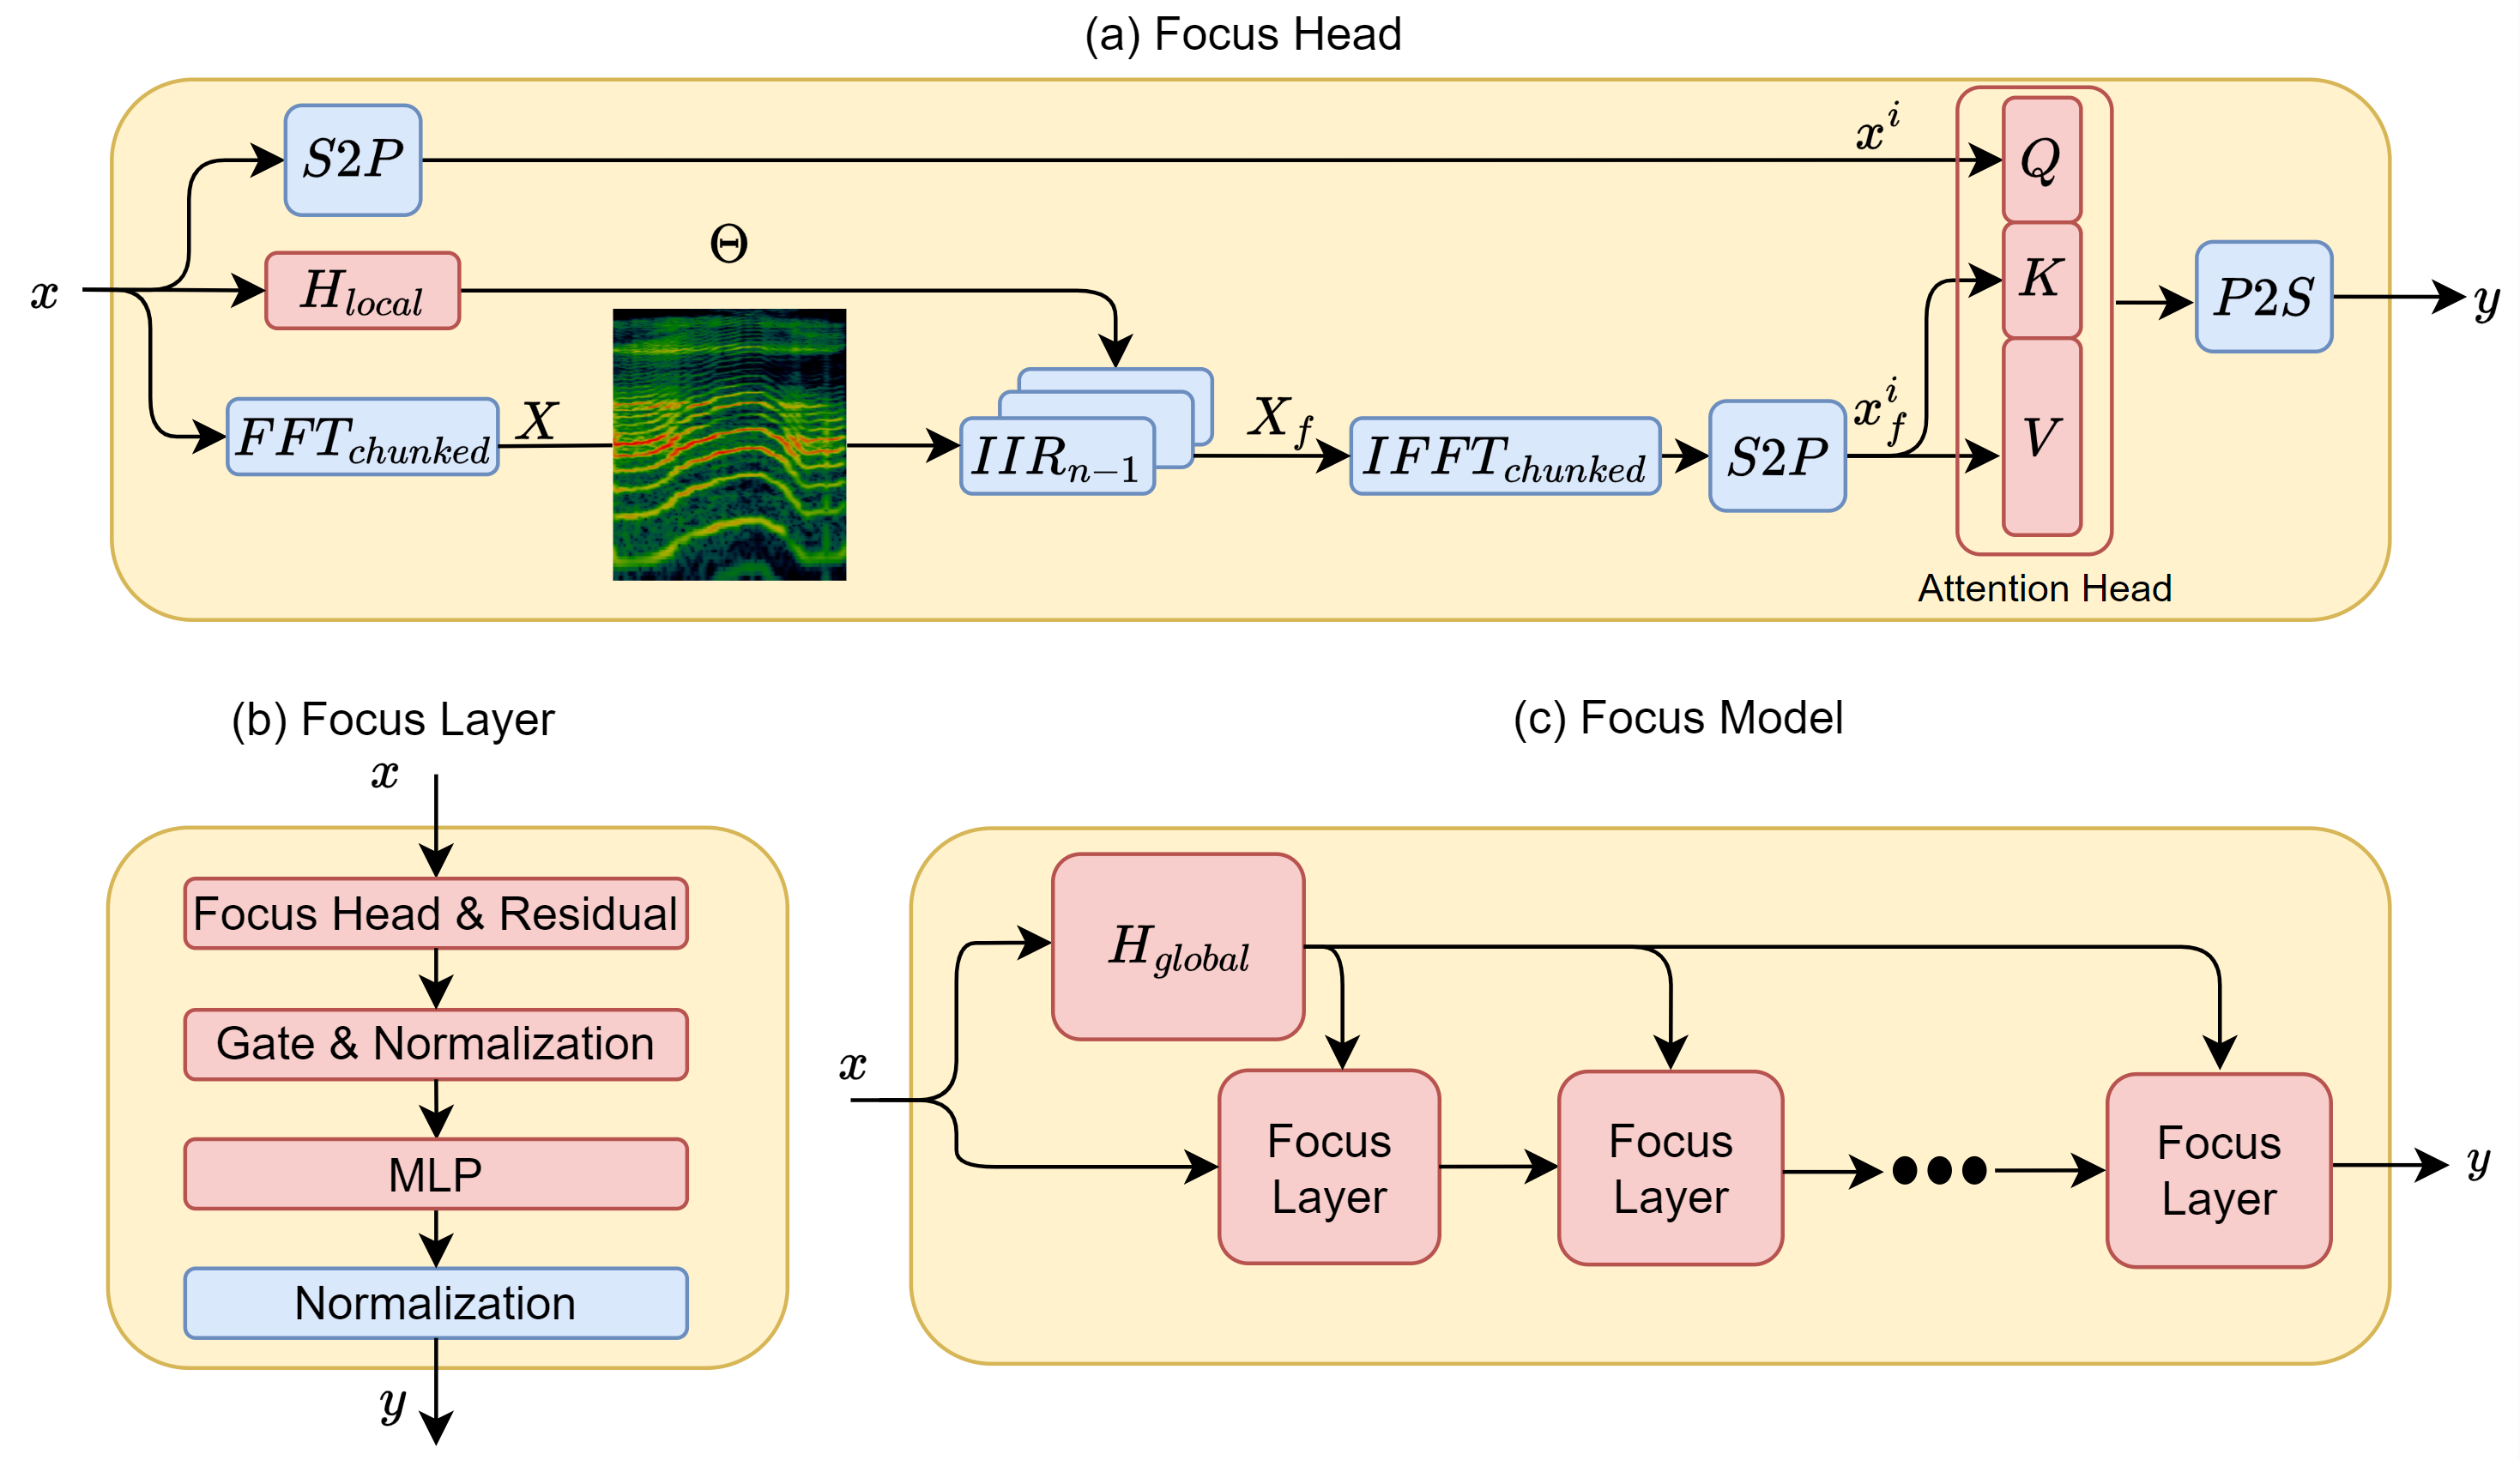 (a) Focus Head
S2P
x^i
Q
Θ
x
H_{local}
K
P2S
y
FFT_{chunked}
X
IIR_{n-1}
X_f
IFFT_{chunked}
S2P
x_f^i
V
Attention Head
(b) Focus Layer
x
Focus Head & Residual
Gate & Normalization
MLP
Normalization
y
(c) Focus Model
H_{global}
x
Focus
Layer
Focus
Layer
●●●
Focus
Layer
y